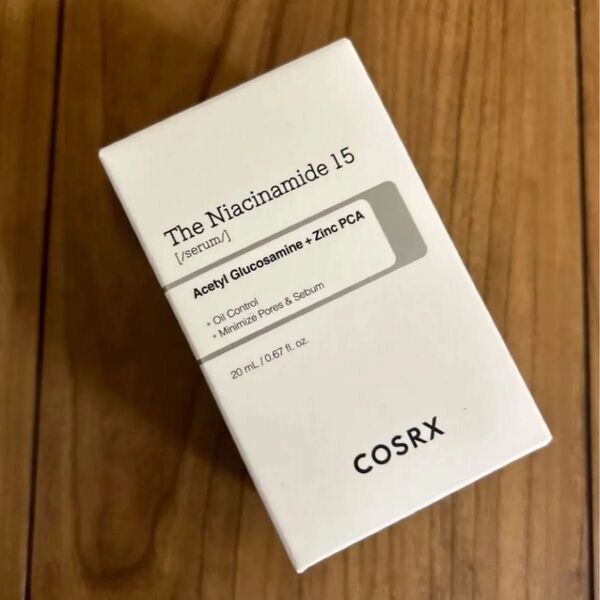 The Niacinamide 15
[/serum/]
Acetyl Glucosamine + Zinc PCA
+ Oil Control
+ Minimize Pores & Sebum
20 mL / 0.67 fl. oz.
COSRX